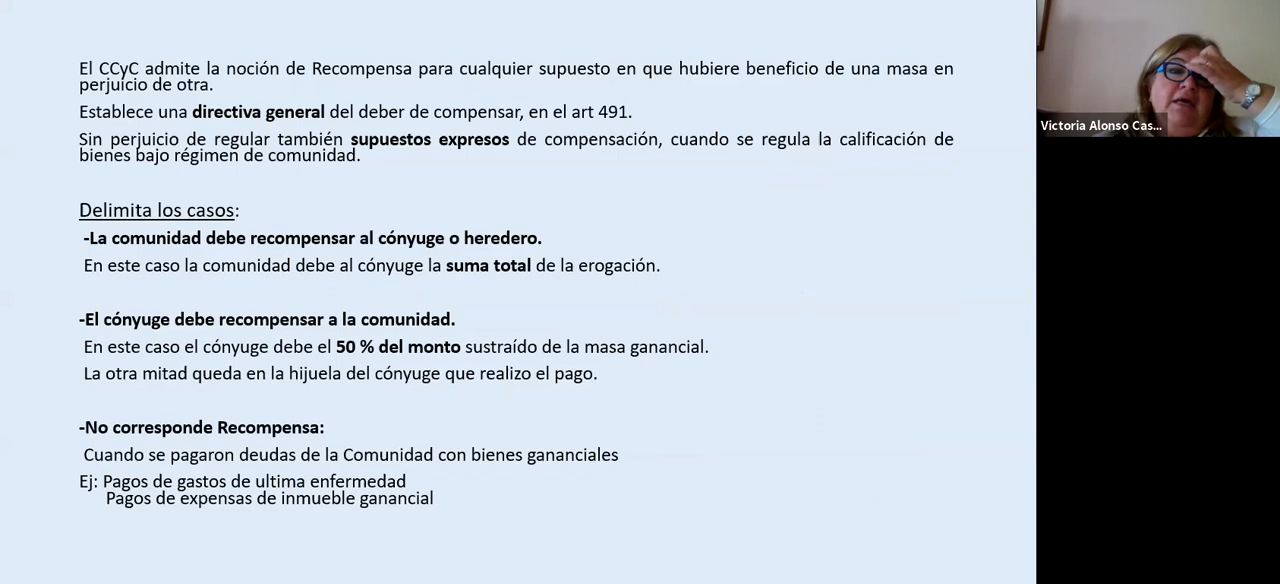 El CCyC admite la noción de Recompensa para cualquier supuesto en que hubiere beneficio de una masa en
perjuicio de otra.
Establece una directiva general del deber de compensar, en el art 491.
Sin perjuicio de regular también supuestos expresos de compensación, cuando se regula la calificación de
bienes bajo régimen de comunidad.
Delimita los casos:
-La comunidad debe recompensar al cónyuge o heredero.
En este caso la comunidad debe al cónyuge la suma total de la erogación.
-El cónyuge debe recompensar a la comunidad.
En este caso el cónyuge debe el 50 % del monto sustraído de la masa ganancial.
La otra mitad queda en la hijuela del cónyuge que realizo el pago.
-No corresponde Recompensa:
Cuando se pagaron deudas de la Comunidad con bienes gananciales
Ej: Pagos de gastos de ultima enfermedad
Pagos de expensas de inmueble ganancial
Victoria Alonso Cas...